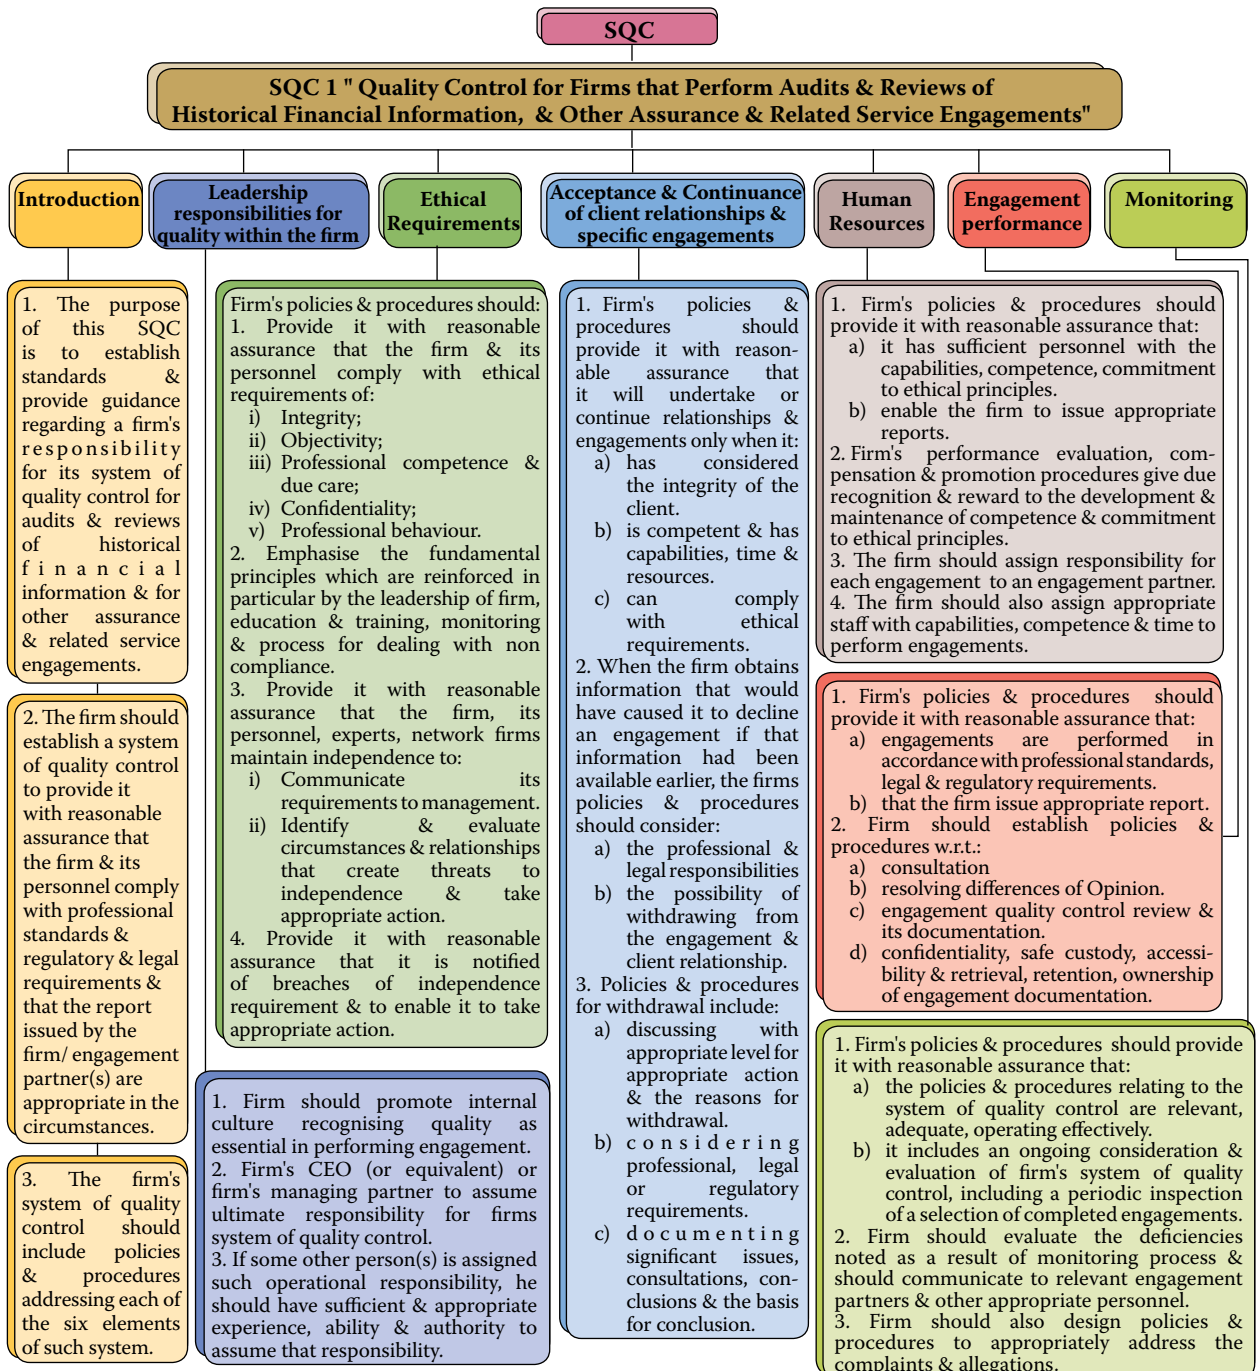 SQC
SQC 1 " Quality Control for Firms that Perform Audits & Reviews of
Historical Financial Information, & Other Assurance & Related Service Engagements"
Introduction
Leadership
responsibilities for
quality within the firm
Ethical
Requirements
Acceptance & Continuance
of client relationships &
specific engagements
Human
Resources
Engagement
performance
Monitoring
1. The purpose
of this SQC
is to establish
standards &
provide guidance
regarding a firm's
responsibility
for its system of
quality control for
audits & reviews
of historical
financial
information & for
other assurance
& related service
engagements.
2. The firm should
establish a system
of quality control
to provide it
with reasonable
assurance that
the firm & its
personnel comply
with professional
standards &
regulatory & legal
requirements &
that the report
issued by the
firm/ engagement
partner(s) are
appropriate in the
circumstances.
3. The firm's
system of quality
control should
include policies
& procedures
addressing each of
the six elements
of such system.
1. Firm should promote internal
culture recognising quality as
essential in performing engagement.
2. Firm's CEO (or equivalent) or
firm's managing partner to assume
ultimate responsibility for firms
system of quality control.
3. If some other person(s) is assigned
such operational responsibility, he
should have sufficient & appropriate
experience, ability & authority to
assume that responsibility.
Firm's policies & procedures should:
1. Provide it with reasonable
assurance that the firm & its
personnel comply with ethical
requirements of:
i) Integrity;
ii) Objectivity;
iii) Professional competence &
due care;
iv) Confidentiality;
v) Professional behaviour.
2. Emphasise the fundamental
principles which are reinforced in
particular by the leadership of firm,
education & training, monitoring
& process for dealing with non
compliance.
3. Provide it with reasonable
assurance that the firm, its
personnel, experts, network firms
maintain independence to:
i) Communicate its
requirements to management.
ii) Identify & evaluate
circumstances & relationships
that create threats to
independence & take
appropriate action.
4. Provide it with reasonable
assurance that it is notified
of breaches of independence
requirement & to enable it to take
appropriate action.
1. Firm's policies &
procedures should
provide it with reason-
able assurance that
it will undertake or
continue relationships &
engagements only when it:
a) has considered
the integrity of the
client.
b) is competent & has
capabilities, time &
resources.
c) can comply
with ethical
requirements.
2. When the firm obtains
information that would
have caused it to decline
an engagement if that
information had been
available earlier, the firms
policies & procedures
should consider:
a) the professional &
legal responsibilities
b) the possibility of
withdrawing from
the engagement &
client relationship.
3. Policies & procedures
for withdrawal include:
a) discussing with
appropriate level for
appropriate action
& the reasons for
withdrawal.
b) considering
professional, legal
or regulatory
requirements.
c) documenting
significant issues,
consultations, con-
clusions & the basis
for conclusion.
1. Firm's policies & procedures should
provide it with reasonable assurance that:
a) it has sufficient personnel with the
capabilities, competence, commitment
to ethical principles.
b) enable the firm to issue appropriate
reports.
2. Firm's performance evaluation, com-
pensation & promotion procedures give due
recognition & reward to the development &
maintenance of competence & commitment
to ethical principles.
3. The firm should assign responsibility for
each engagement to an engagement partner.
4. The firm should also assign appropriate
staff with capabilities, competence & time to
perform engagements.
1. Firm's policies & procedures should
provide it with reasonable assurance that:
a) engagements are performed in
accordance with professional standards,
legal & regulatory requirements.
b) that the firm issue appropriate report.
2. Firm should establish policies &
procedures w.r.t.:
a) consultation
b) resolving differences of Opinion.
c) engagement quality control review &
its documentation.
d) confidentiality, safe custody, accessi-
bility & retrieval, retention, ownership
of engagement documentation.
1. Firm's policies & procedures should provide
it with reasonable assurance that:
a) the policies & procedures relating to the
system of quality control are relevant,
adequate, operating effectively.
b) it includes an ongoing consideration &
evaluation of firm's system of quality
control, including a periodic inspection
of a selection of completed engagements.
2. Firm should evaluate the deficiencies
noted as a result of monitoring process &
should communicate to relevant engagement
partners & other appropriate personnel.
3. Firm should also design policies &
procedures to appropriately address the
complaints & allegations.